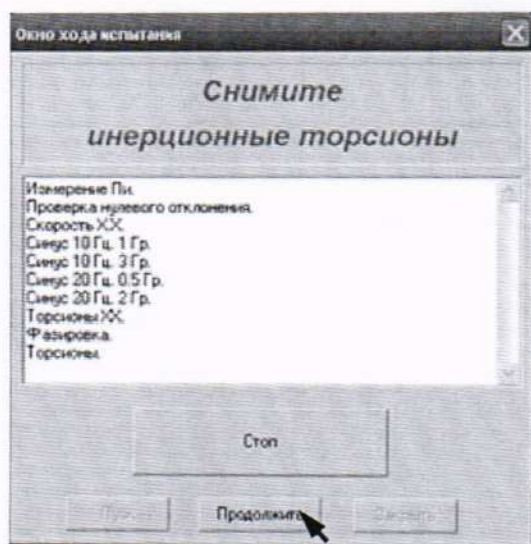 Окно хода испытания
Снимите
инерционные торсионы
Измерение Пи.
Проверка нулевого отклонения.
Скорость ХХ.
Синус 10 Гц. 1 Гр.
Синус 10 Гц. 3 Гр.
Синус 20 Гц. 0.5 Гр.
Синус 20 Гц. 2 Гр.
Торсионы ХХ.
Фазировка.
Торсионы.
Стоп
Продолжить